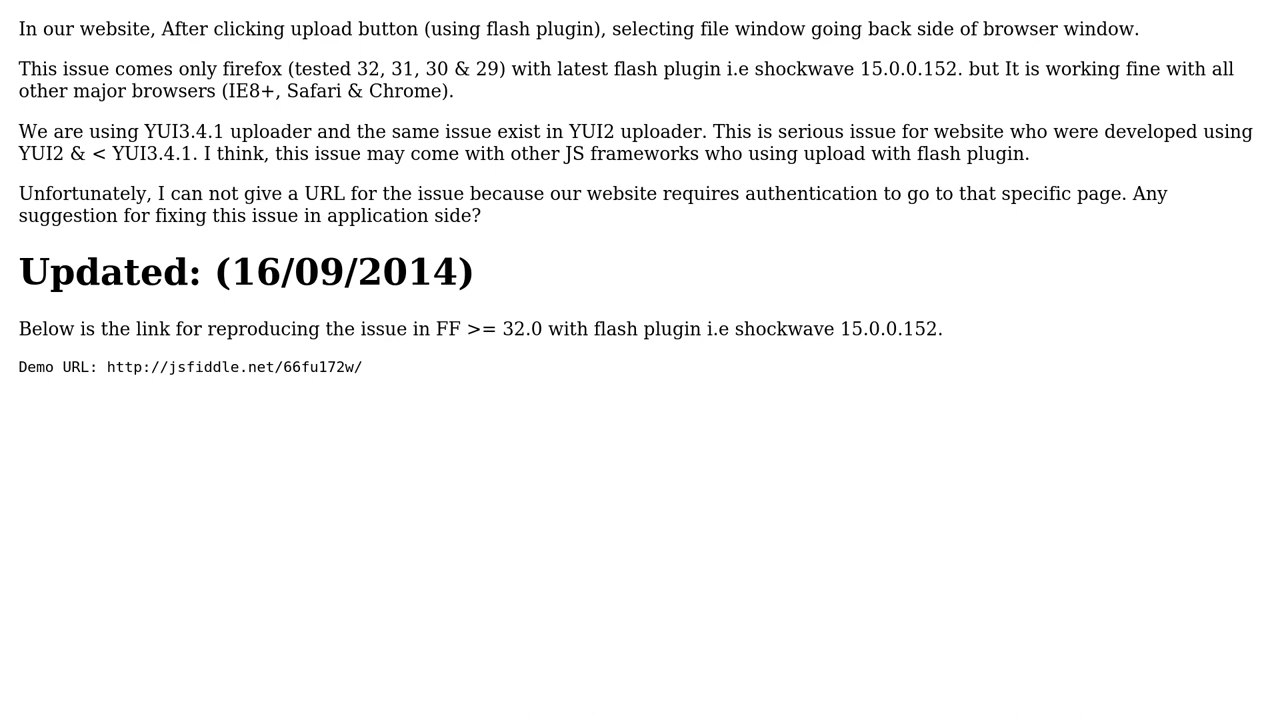 In our website, After clicking upload button (using flash plugin), selecting file window going back side of browser window.
This issue comes only firefox (tested 32, 31, 30 & 29) with latest flash plugin i.e shockwave 15.0.0.152. but It is working fine with all
other major browsers (IE8+, Safari & Chrome).
We are using YUI3.4.1 uploader and the same issue exist in YUI2 uploader. This is serious issue for website who were developed using
YUI2 & < YUI3.4.1. I think, this issue may come with other JS frameworks who using upload with flash plugin.
Unfortunately, I can not give a URL for the issue because our website requires authentication to go to that specific page. Any
suggestion for fixing this issue in application side?
Updated: (16/09/2014)
Below is the link for reproducing the issue in FF >= 32.0 with flash plugin i.e shockwave 15.0.0.152.
Demo URL: http://jsfiddle.net/66fu172w/